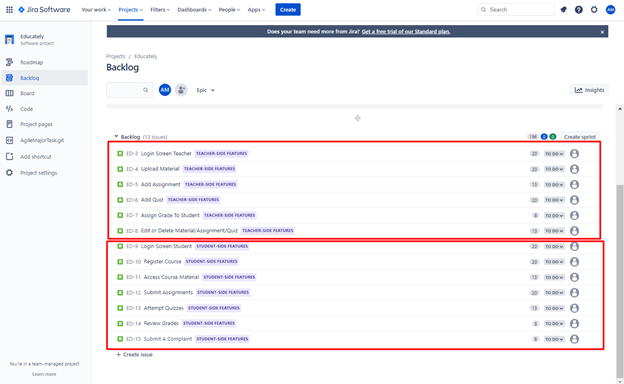 Jira Software Your work Projects Filters Dashboards People Apps Create Search AM
Does your team need more from Jira? Get a free trial of our Standard plan.
Educately
Software project
Roadmap
Backlog
Board
Code
Project pages
AgileMajorTask.git
Add shortcut
Project settings
You're in a team-managed project
Learn more
Projects / Educately
Backlog
AM Epic Insights
Backlog (13 issues) 196 0 0 Create sprint
ED-3 Login Screen Teacher TEACHER-SIDE FEATURES 20 TO DO
ED-4 Upload Material TEACHER-SIDE FEATURES 20 TO DO
ED-5 Add Assignment TEACHER-SIDE FEATURES 13 TO DO
ED-6 Add Quiz TEACHER-SIDE FEATURES 20 TO DO
ED-7 Assign Grade To Student TEACHER-SIDE FEATURES 8 TO DO
ED-8 Edit or Delete Material/Assignment/Quiz TEACHER-SIDE FEATURES 13 TO DO
ED-9 Login Screen Student STUDENT-SIDE FEATURES 20 TO DO
ED-10 Register Course STUDENT-SIDE FEATURES 20 TO DO
ED-11 Access Course Material STUDENT-SIDE FEATURES 13 TO DO
ED-12 Submit Assignments STUDENT-SIDE FEATURES 20 TO DO
ED-13 Attempt Quizzes STUDENT-SIDE FEATURES 13 TO DO
ED-14 Review Grades STUDENT-SIDE FEATURES 8 TO DO
ED-15 Submit A Complaint STUDENT-SIDE FEATURES 8 TO DO
+ Create issue